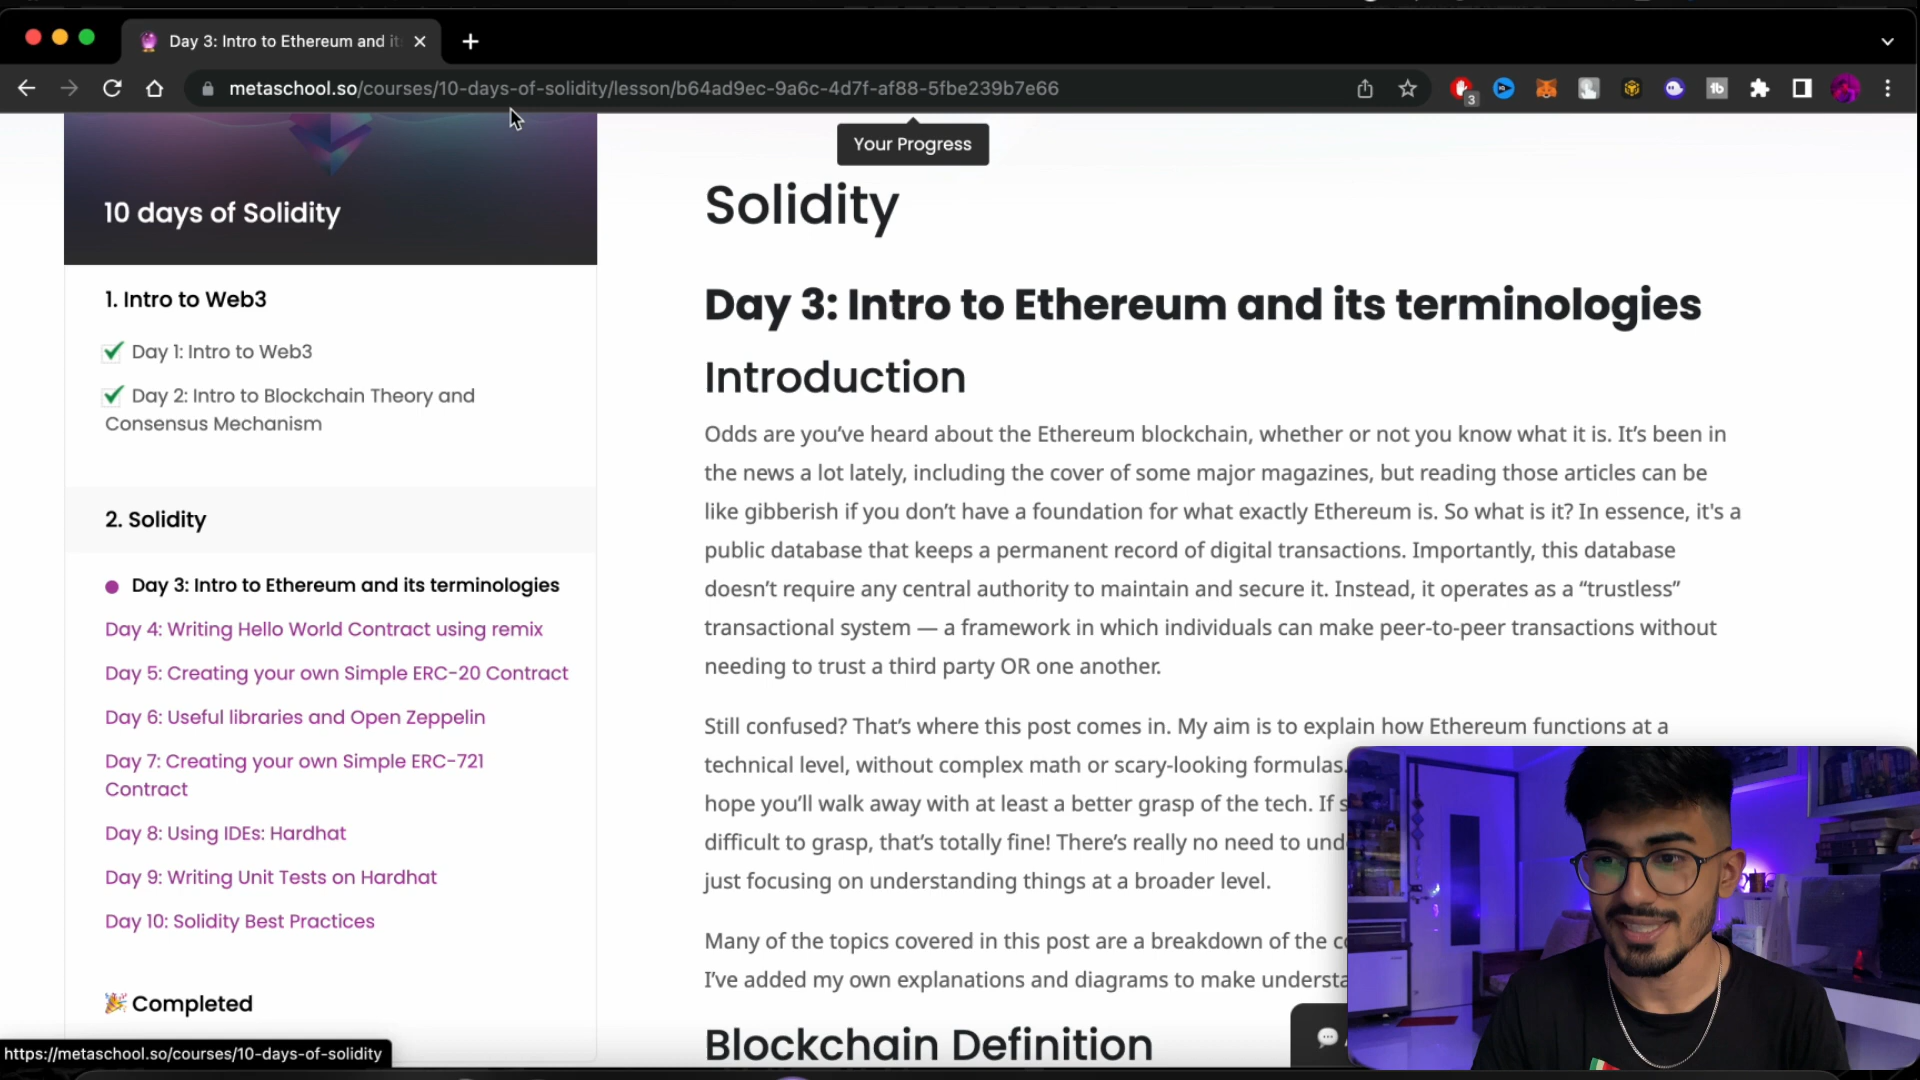 Day 3: Intro to Ethereum and it
metaschool.so/courses/10-days-of-solidity/lesson/b64ad9ec-9a6c-4d7f-af88-5fbe239b7e66
3
Your Progress
10 days of Solidity
1. Intro to Web3
Day 1: Intro to Web3
Day 2: Intro to Blockchain Theory and
Consensus Mechanism
2. Solidity
Day 3: Intro to Ethereum and its terminologies
Day 4: Writing Hello World Contract using remix
Day 5: Creating your own Simple ERC-20 Contract
Day 6: Useful libraries and Open Zeppelin
Day 7: Creating your own Simple ERC-721
Contract
Day 8: Using IDEs: Hardhat
Day 9: Writing Unit Tests on Hardhat
Day 10: Solidity Best Practices
Completed
https://metaschool.so/courses/10-days-of-solidity
Solidity
Day 3: Intro to Ethereum and its terminologies
Introduction
Odds are you’ve heard about the Ethereum blockchain, whether or not you know what it is. It’s been in
the news a lot lately, including the cover of some major magazines, but reading those articles can be
like gibberish if you don’t have a foundation for what exactly Ethereum is. So what is it? In essence, it's a
public database that keeps a permanent record of digital transactions. Importantly, this database
doesn’t require any central authority to maintain and secure it. Instead, it operates as a “trustless”
transactional system — a framework in which individuals can make peer-to-peer transactions without
needing to trust a third party OR one another.
Still confused? That’s where this post comes in. My aim is to explain how Ethereum functions at a
technical level, without complex math or scary-looking formulas.
hope you’ll walk away with at least a better grasp of the tech. If
difficult to grasp, that’s totally fine! There’s really no need to
just focusing on understanding things at a broader level.
Many of the topics covered in this post are a breakdown of the
I’ve added my own explanations and diagrams to make
Blockchain Definition